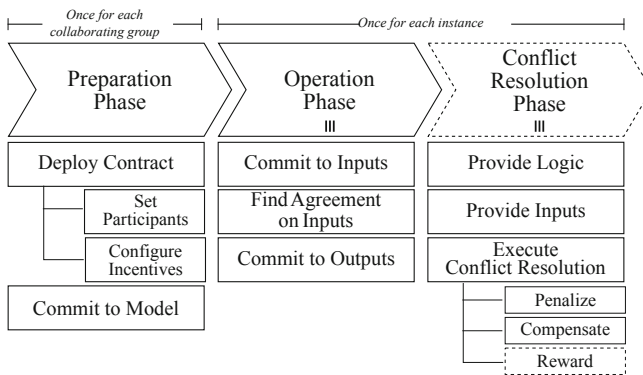 Once for each
collaborating group
Once for each instance
Preparation
Phase
Operation
Phase
Conflict
Resolution
Phase
Deploy Contract
Set
Participants
Configure
Incentives
Commit to Model
Commit to Inputs
Find Agreement
on Inputs
Commit to Outputs
Provide Logic
Provide Inputs
Execute
Conflict Resolution
Penalize
Compensate
Reward